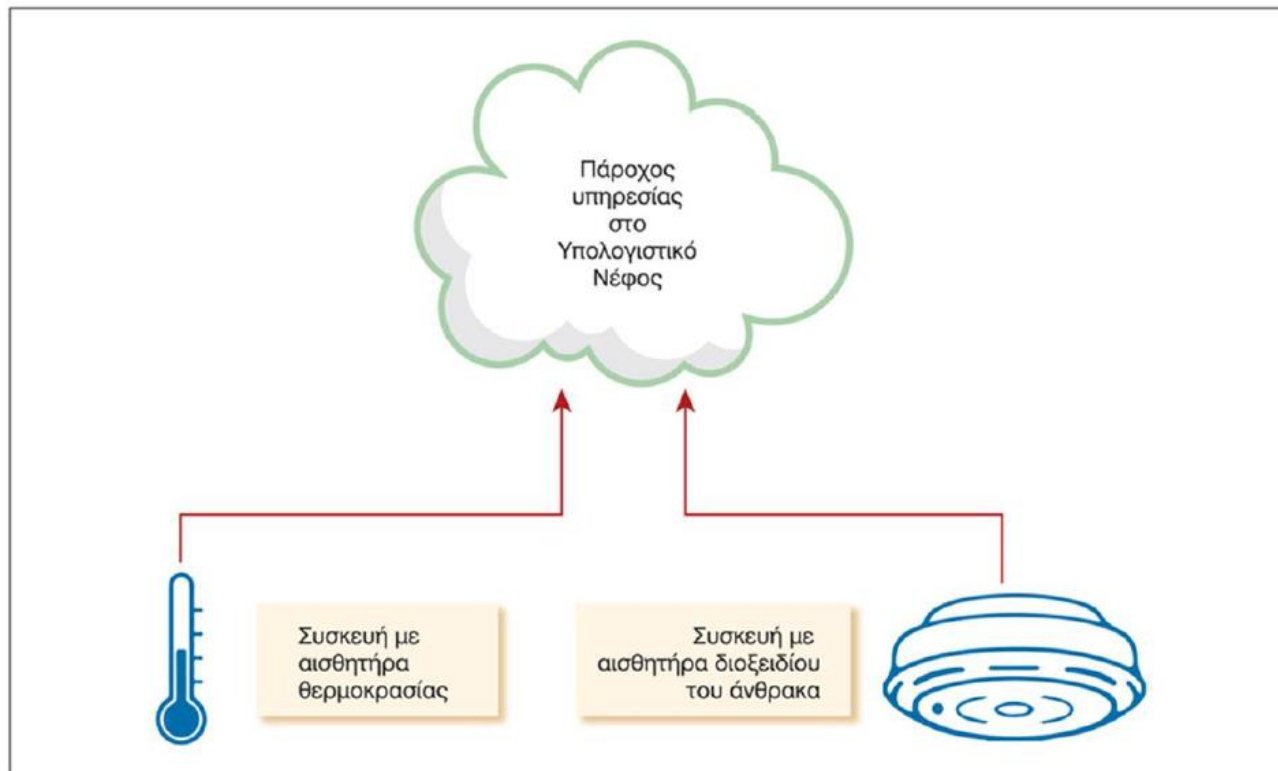 Πάροχος
υπηρεσίας
στο
Υπολογιστικό
Νέφος
Συσκευή με
αισθητήρα
θερμοκρασίας
Συσκευή με
αισθητήρα διοξειδίου
του άνθρακα